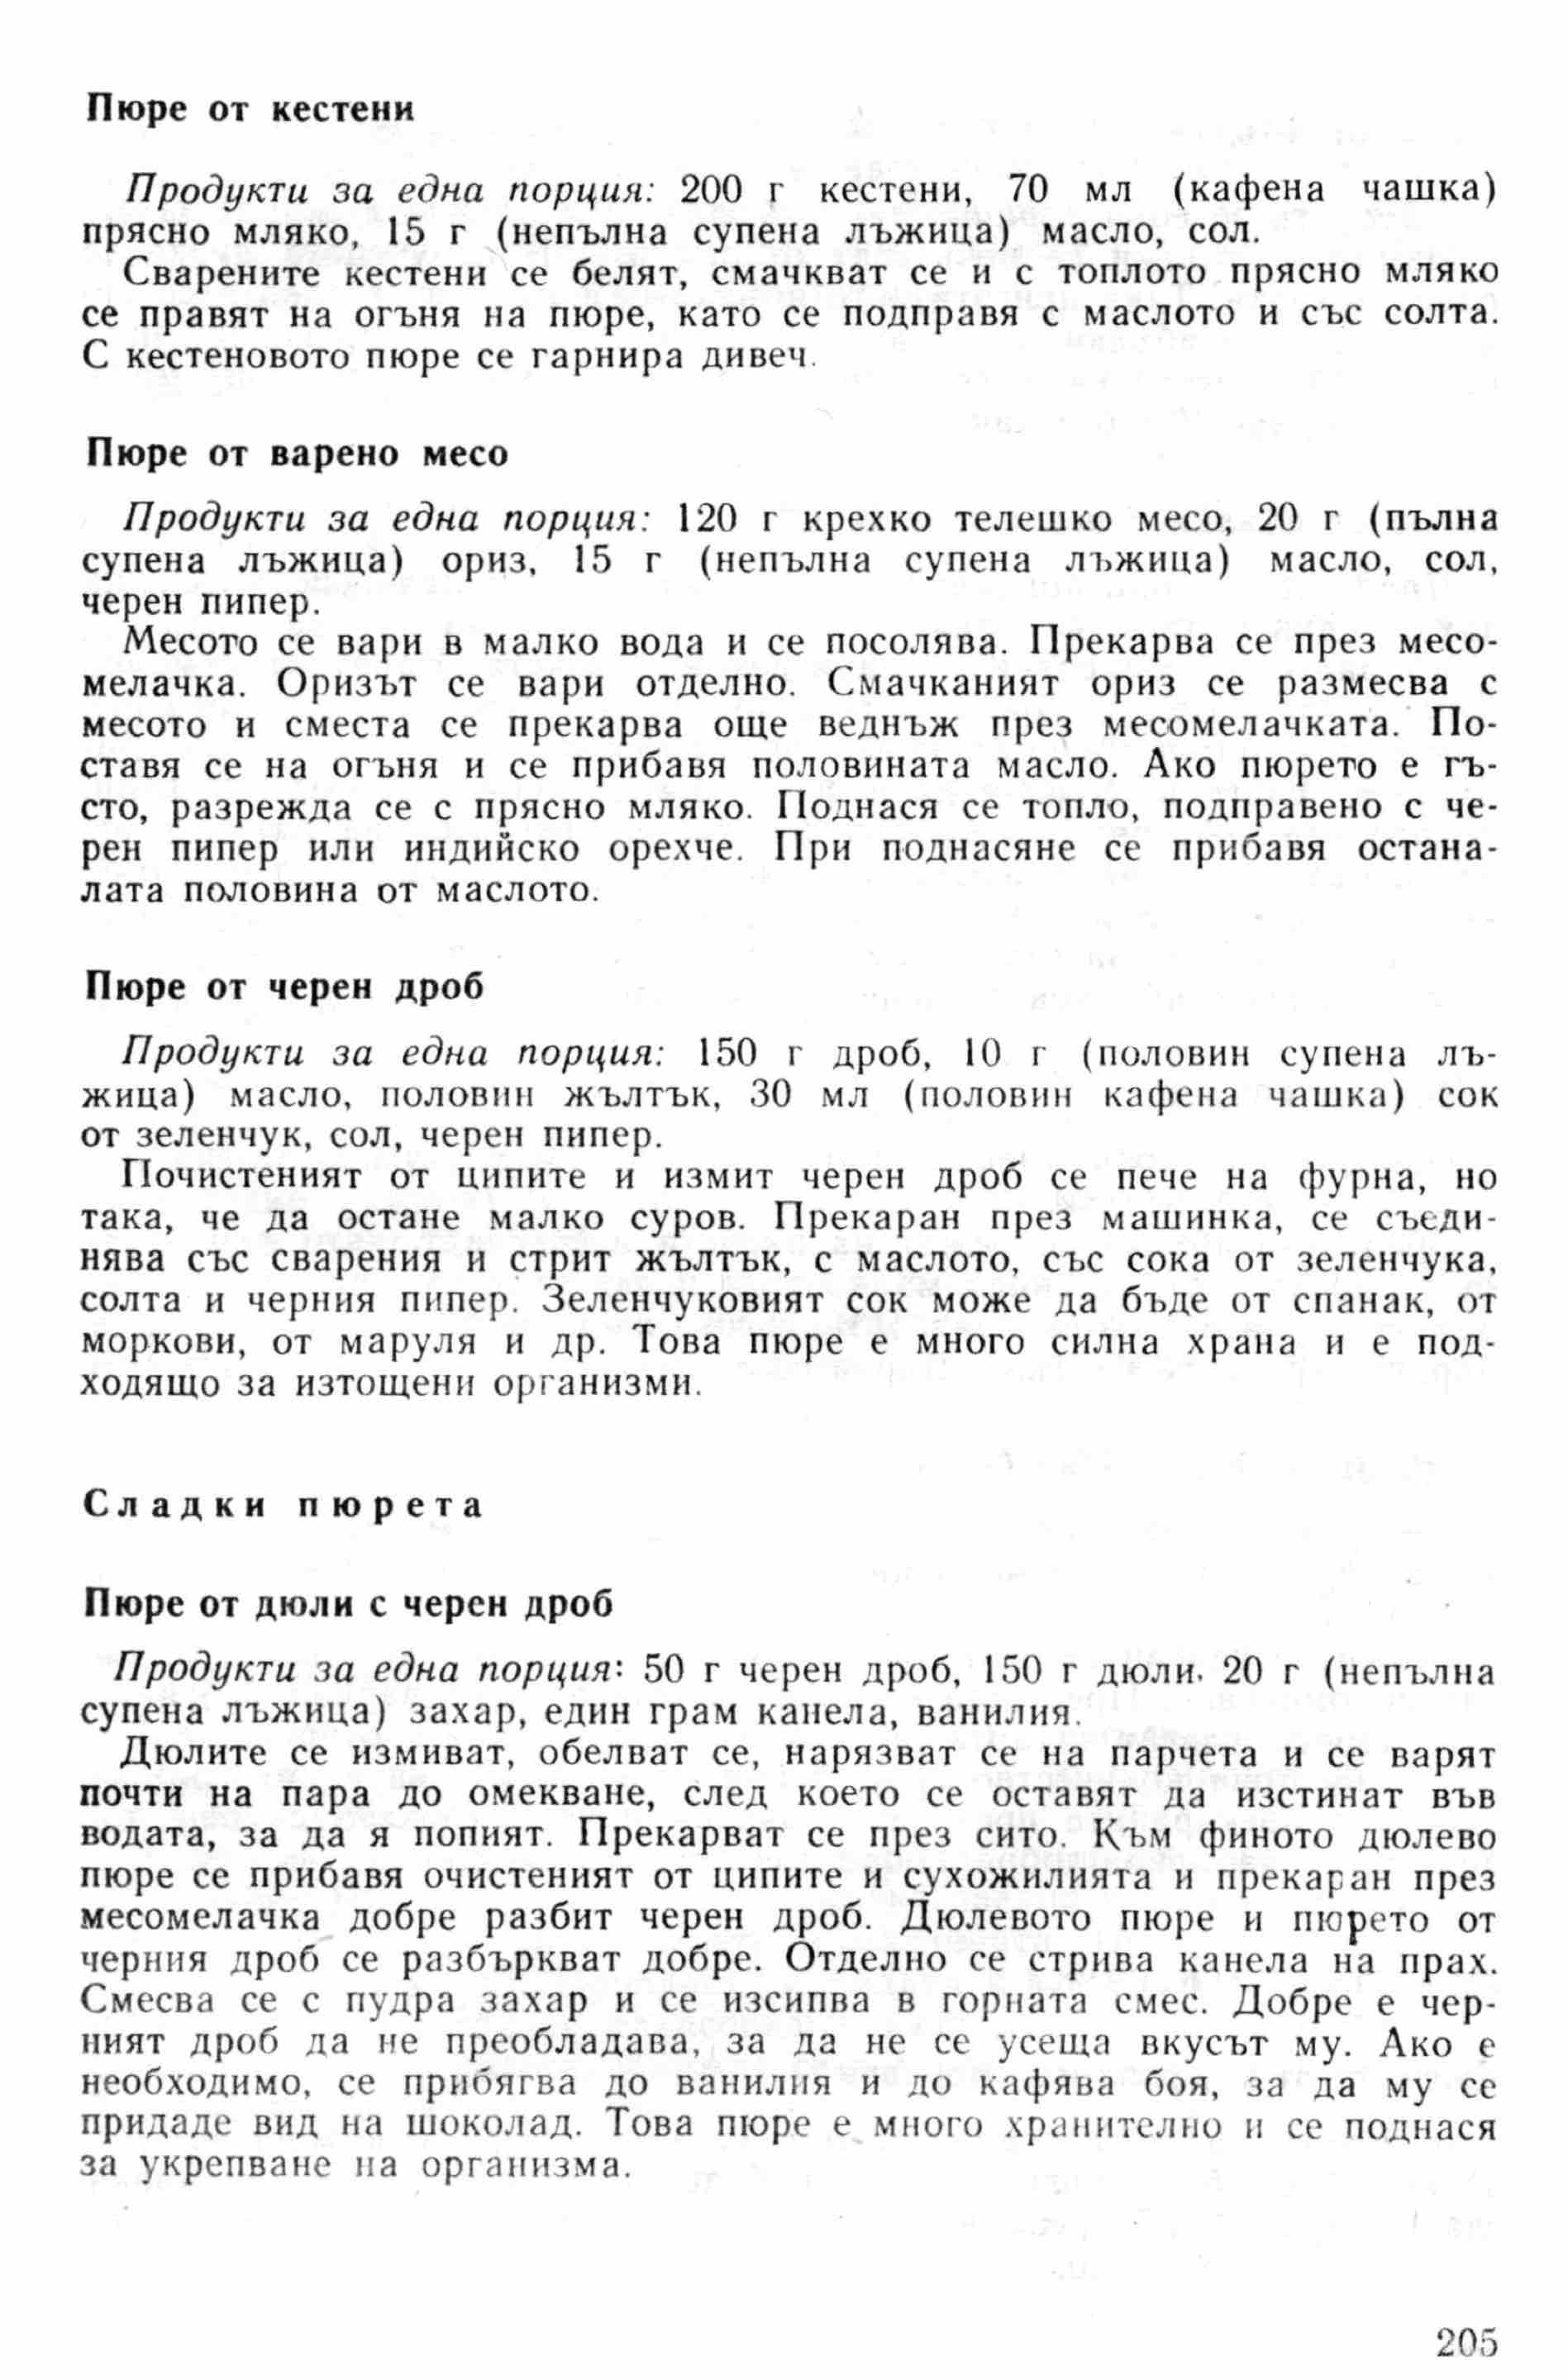 Пюре от кестени
Продукти за една порция: 200 г кестени, 70 мл (кафена чашка)
прясно мляко, 15 г (непълна супена лъжица) масло, сол.
Сварените кестени се белят, смачкват се и с топлото прясно мляко
се правят на огъня на пюре, като се подправя с маслото и със солта.
С кестеновото пюре се гарнира дивеч.
Пюре от варено месо
Продукти за една порция: 120 г крехко телешко месо, 20 г (пълна
супена лъжица) ориз, 15 г (непълна супена лъжица) масло, сол,
черен пипер.
Месото се вари в малко вода и се посолява. Прекарва се през месо-
мелачка. Оризът се вари отделно. Смачканият ориз се размесва с
месото и сместа се прекарва още веднъж през месомелачката. По-
ставя се на огъня и се прибавя половината масло. Ако пюрето е гъ-
сто, разрежда се с прясно мляко. Поднася се топло, подправено с че-
рен пипер или индийско орехче. При поднасяне се прибавя остана-
лата половина от маслото.
Пюре от черен дроб
Продукти за една порция: 150 г дроб, 10 г (половин супена лъ-
жица) масло, половин жълтък, 30 мл (половин кафена чашка) сок
от зеленчук, сол, черен пипер.
Почистеният от ципите и измит черен дроб се пече на фурна, но
така, че да остане малко суров. Прекаран през машинка, се съеди-
нява със сварения и стрит жълтък, с маслото, със сока от зеленчука,
солта и черния пипер. Зеленчуковият сок може да бъде от спанак, от
моркови, от маруля и др. Това пюре е много силна храна и е под-
ходящо за изтощени организми.
Сладки пюрета
Пюре от дюли с черен дроб
Продукти за една порция: 50 г черен дроб, 150 г дюли, 20 г (непълна
супена лъжица) захар, един грам канела, ванилия.
Дюлите се измиват, обелват се, нарязват се на парчета и се варят
почти на пара до омекване, след което се оставят да изстинат във
водата, за да я попият. Прекарват се през сито. Към финото дюлево
пюре се прибавя очистеният от ципите и сухожилията и прекаран през
месомелачка добре разбит черен дроб. Дюлевото пюре и пюрето от
черния дроб се разбъркват добре. Отделно се стрива канела на прах.
Смесва се с пудра захар и се изсипва в горната смес. Добре е чер-
ният дроб да не преобладава, за да не се усеща вкусът му. Ако е
необходимо, се прибягва до ванилия и до кафява боя, за да му се
придаде вид на шоколад. Това пюре е много хранително и се поднася
за укрепване на организма.
205